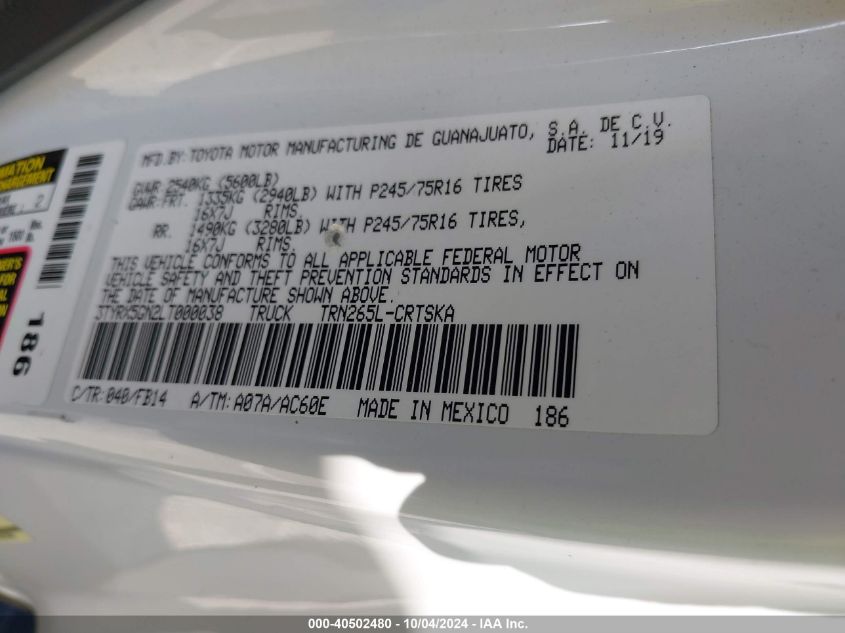 MFD.BY: TOYOTA MOTOR MANUFACTURING DE GUANAJUATO, S.A. DE C.V.
DATE: 11/19
GVWR 2540KG (5600LB)
GAWR:FRT. 1335KG (2940LB) WITH P245/75R16 TIRES
16X7J RIMS.
RR. 1490KG (3280LB) WITH P245/75R16 TIRES,
16X7J RIMS.
THIS VEHICLE CONFORMS TO ALL APPLICABLE FEDERAL MOTOR
VEHICLE SAFETY AND THEFT PREVENTION STANDARDS IN EFFECT ON
THE DATE OF MANUFACTURE SHOWN ABOVE.
3TYRX5GN2LT000038 TRUCK TRN265L-CRTSKA
C/TR: 040/FB14 A/TM: A07A/AC60E MADE IN MEXICO 186
186
000-40502480 - 10/04/2024 - IAA Inc.